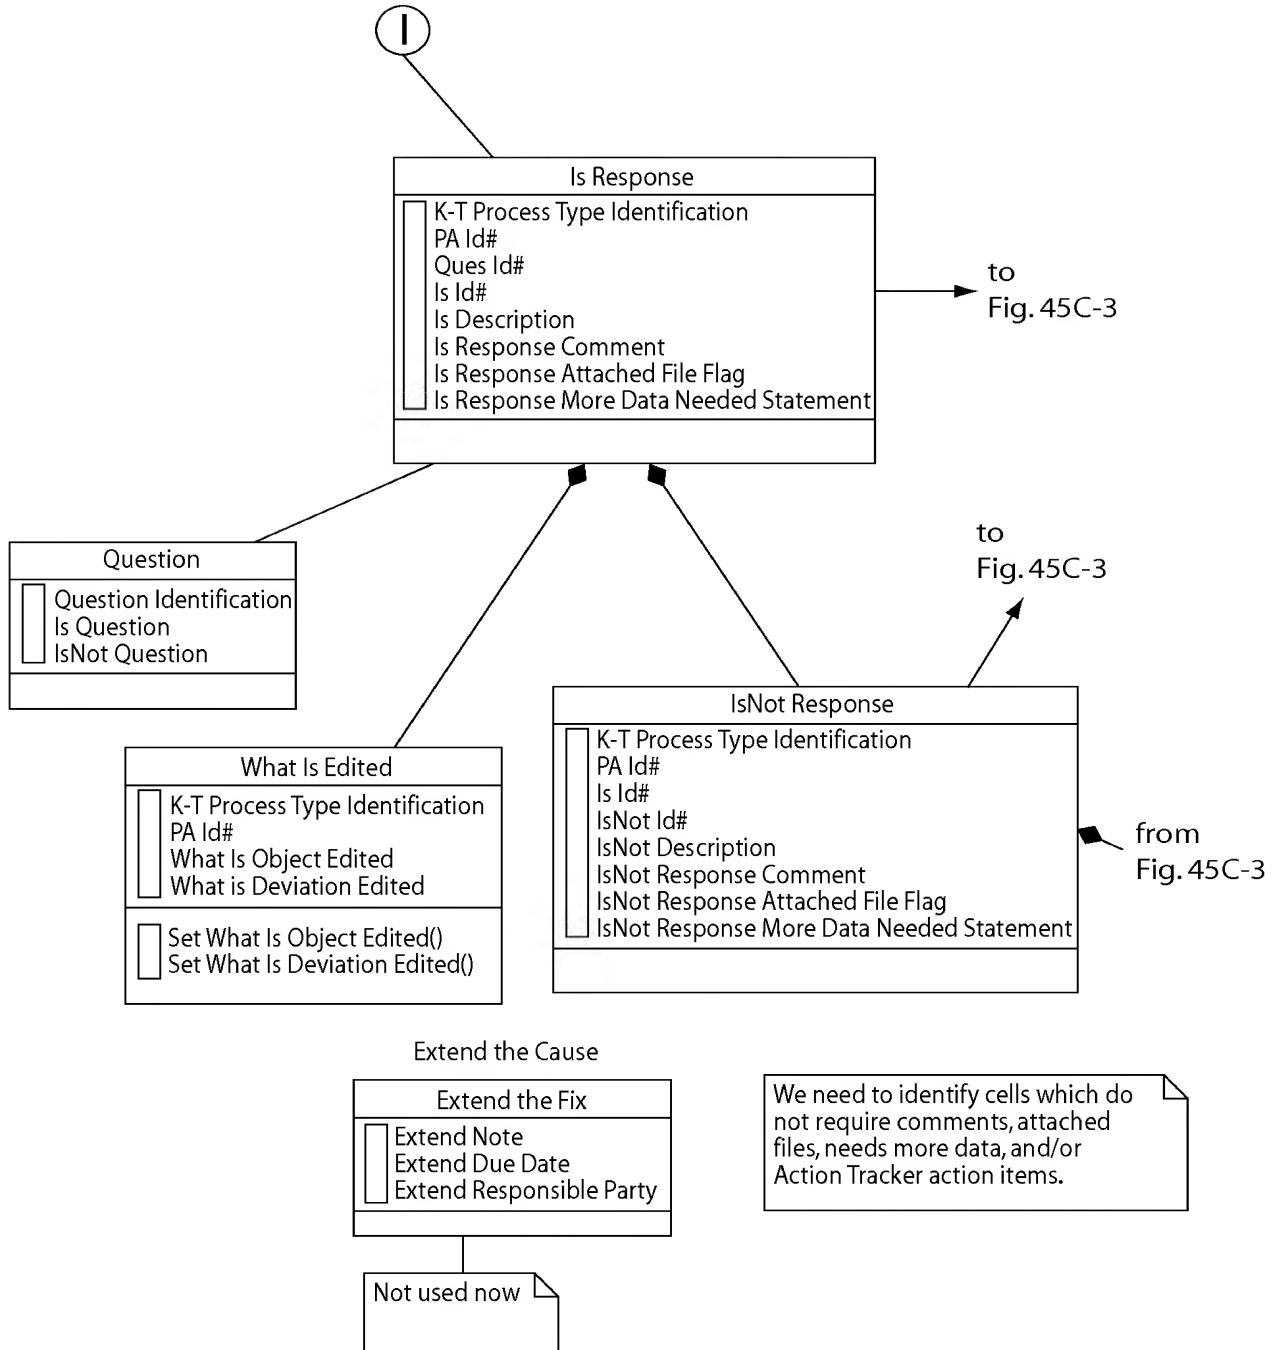 I
Is Response
K-T Process Type Identification
PA Id#
Ques Id#
Is Id#
Is Description
Is Response Comment
Is Response Attached File Flag
Is Response More Data Needed Statement
to
Fig. 45C-3
Question
Question Identification
Is Question
IsNot Question
to
Fig. 45C-3
What Is Edited
K-T Process Type Identification
PA Id#
What Is Object Edited
What is Deviation Edited
Set What Is Object Edited()
Set What Is Deviation Edited()
IsNot Response
K-T Process Type Identification
PA Id#
Is Id#
IsNot Id#
IsNot Description
IsNot Response Comment
IsNot Response Attached File Flag
IsNot Response More Data Needed Statement
from
Fig. 45C-3
Extend the Cause
Extend the Fix
Extend Note
Extend Due Date
Extend Responsible Party
Not used now
We need to identify cells which do
not require comments, attached
files, needs more data, and/or
Action Tracker action items.